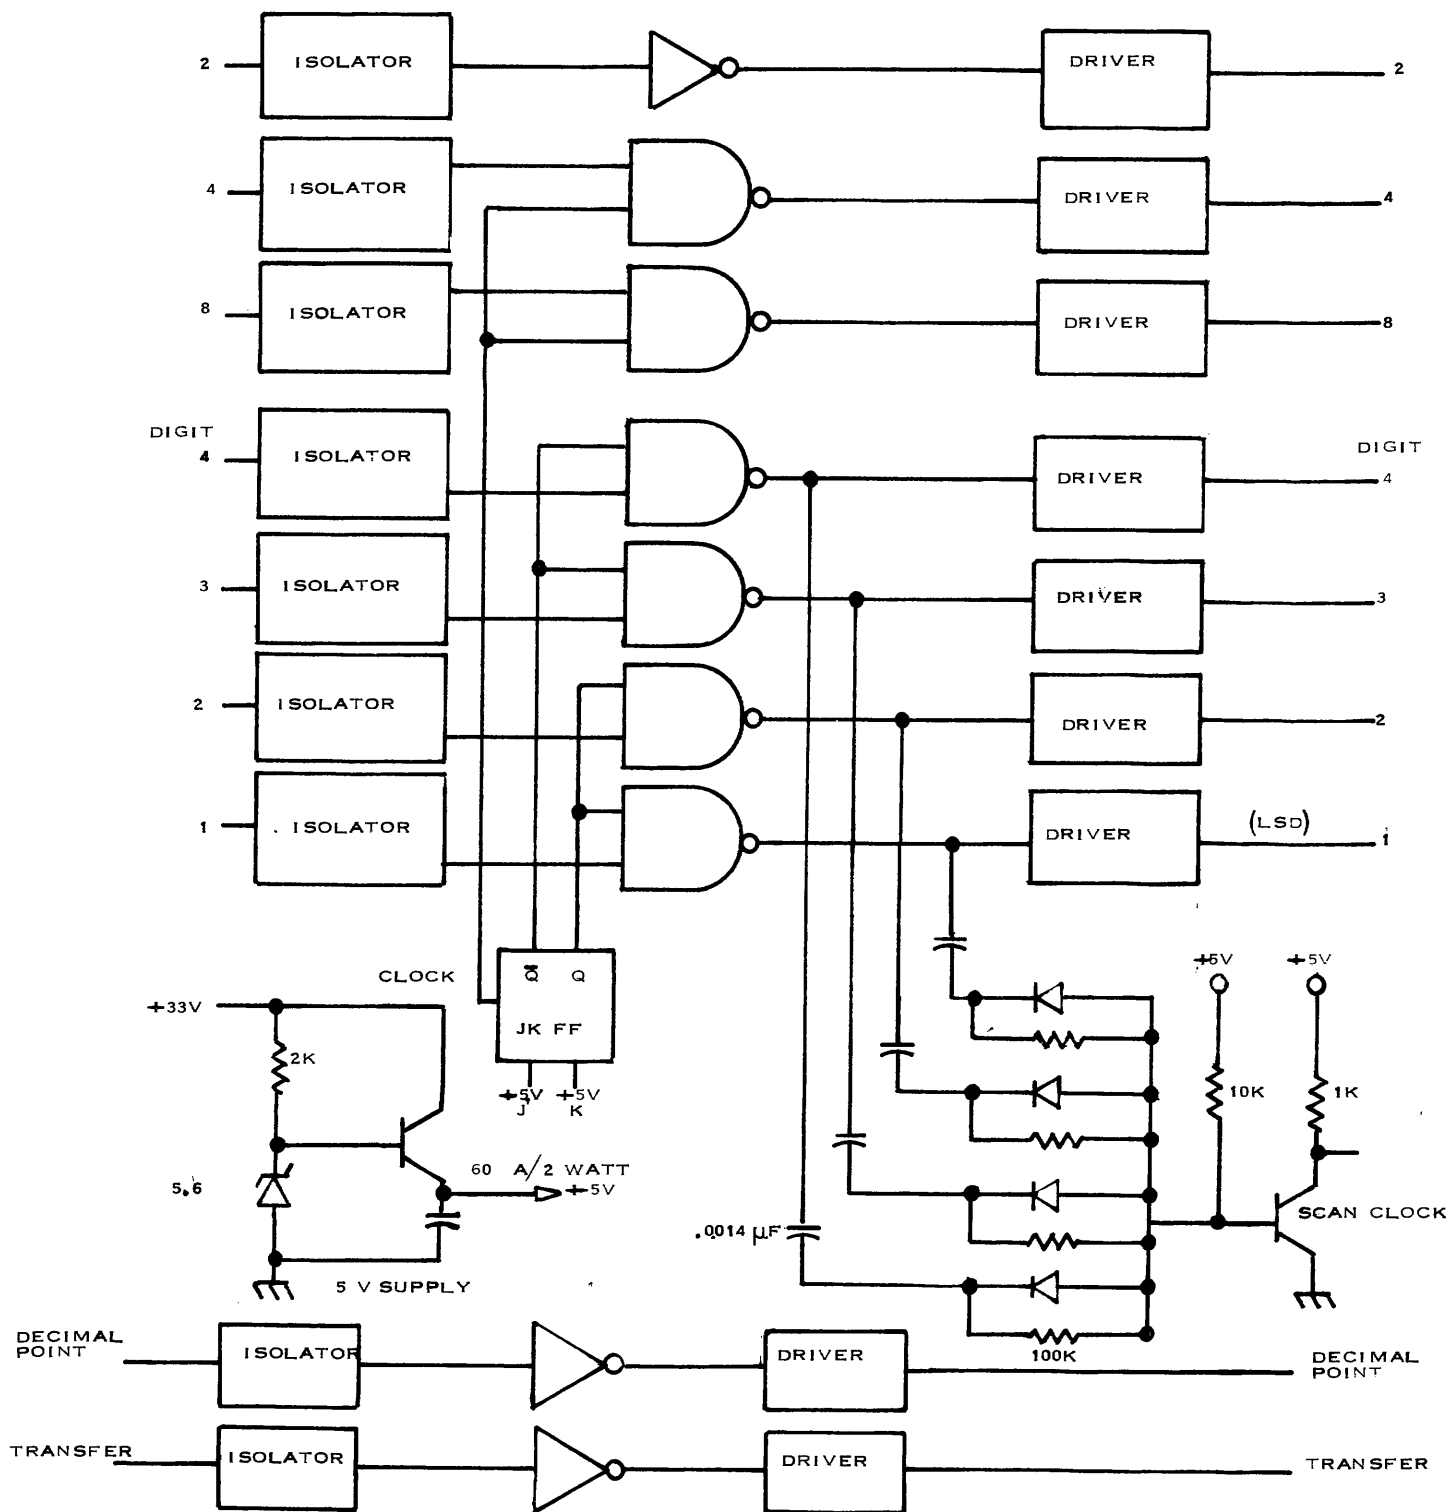 2 ISOLATOR DRIVER 2
4 ISOLATOR DRIVER 4
8 ISOLATOR DRIVER 8
DIGIT DIGIT
4 ISOLATOR DRIVER 4
3 ISOLATOR DRIVER 3
2 ISOLATOR DRIVER 2
1 ISOLATOR DRIVER (LSD) 1
CLOCK Q̅ Q +5V +5V
+33V
JK FF
2K
+5V +5V
J K
10K 1K
60 A/2 WATT
+5V
5.6
SCAN CLOCK
.0014 µF
5 V SUPPLY
100K
DECIMAL
POINT
ISOLATOR DRIVER
DECIMAL
POINT
TRANSFER ISOLATOR DRIVER TRANSFER